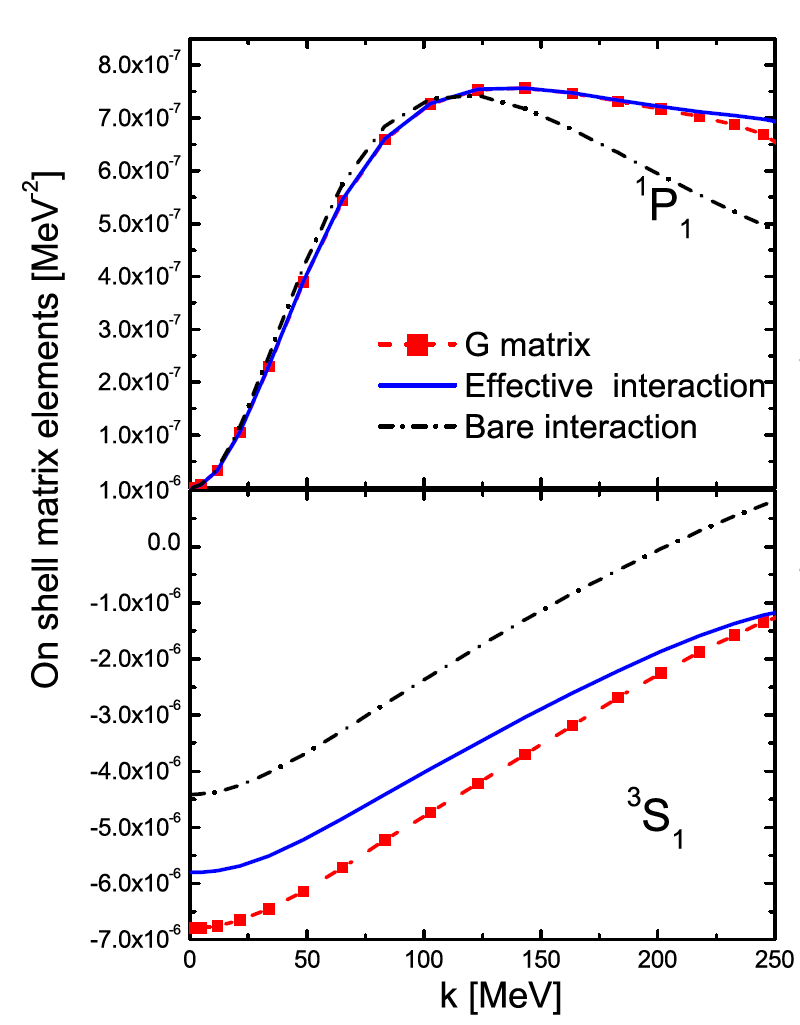 On shell matrix elements [MeV⁻²]
8.0x10⁻⁷
7.0x10⁻⁷
6.0x10⁻⁷
5.0x10⁻⁷
4.0x10⁻⁷
3.0x10⁻⁷
2.0x10⁻⁷
1.0x10⁻⁷
1.0x10⁻⁶
¹P₁
G matrix
Effective interaction
Bare interaction
0.0
-1.0x10⁻⁶
-2.0x10⁻⁶
-3.0x10⁻⁶
-4.0x10⁻⁶
-5.0x10⁻⁶
-6.0x10⁻⁶
-7.0x10⁻⁶
³S₁
0 50 100 150 200 250
k [MeV]